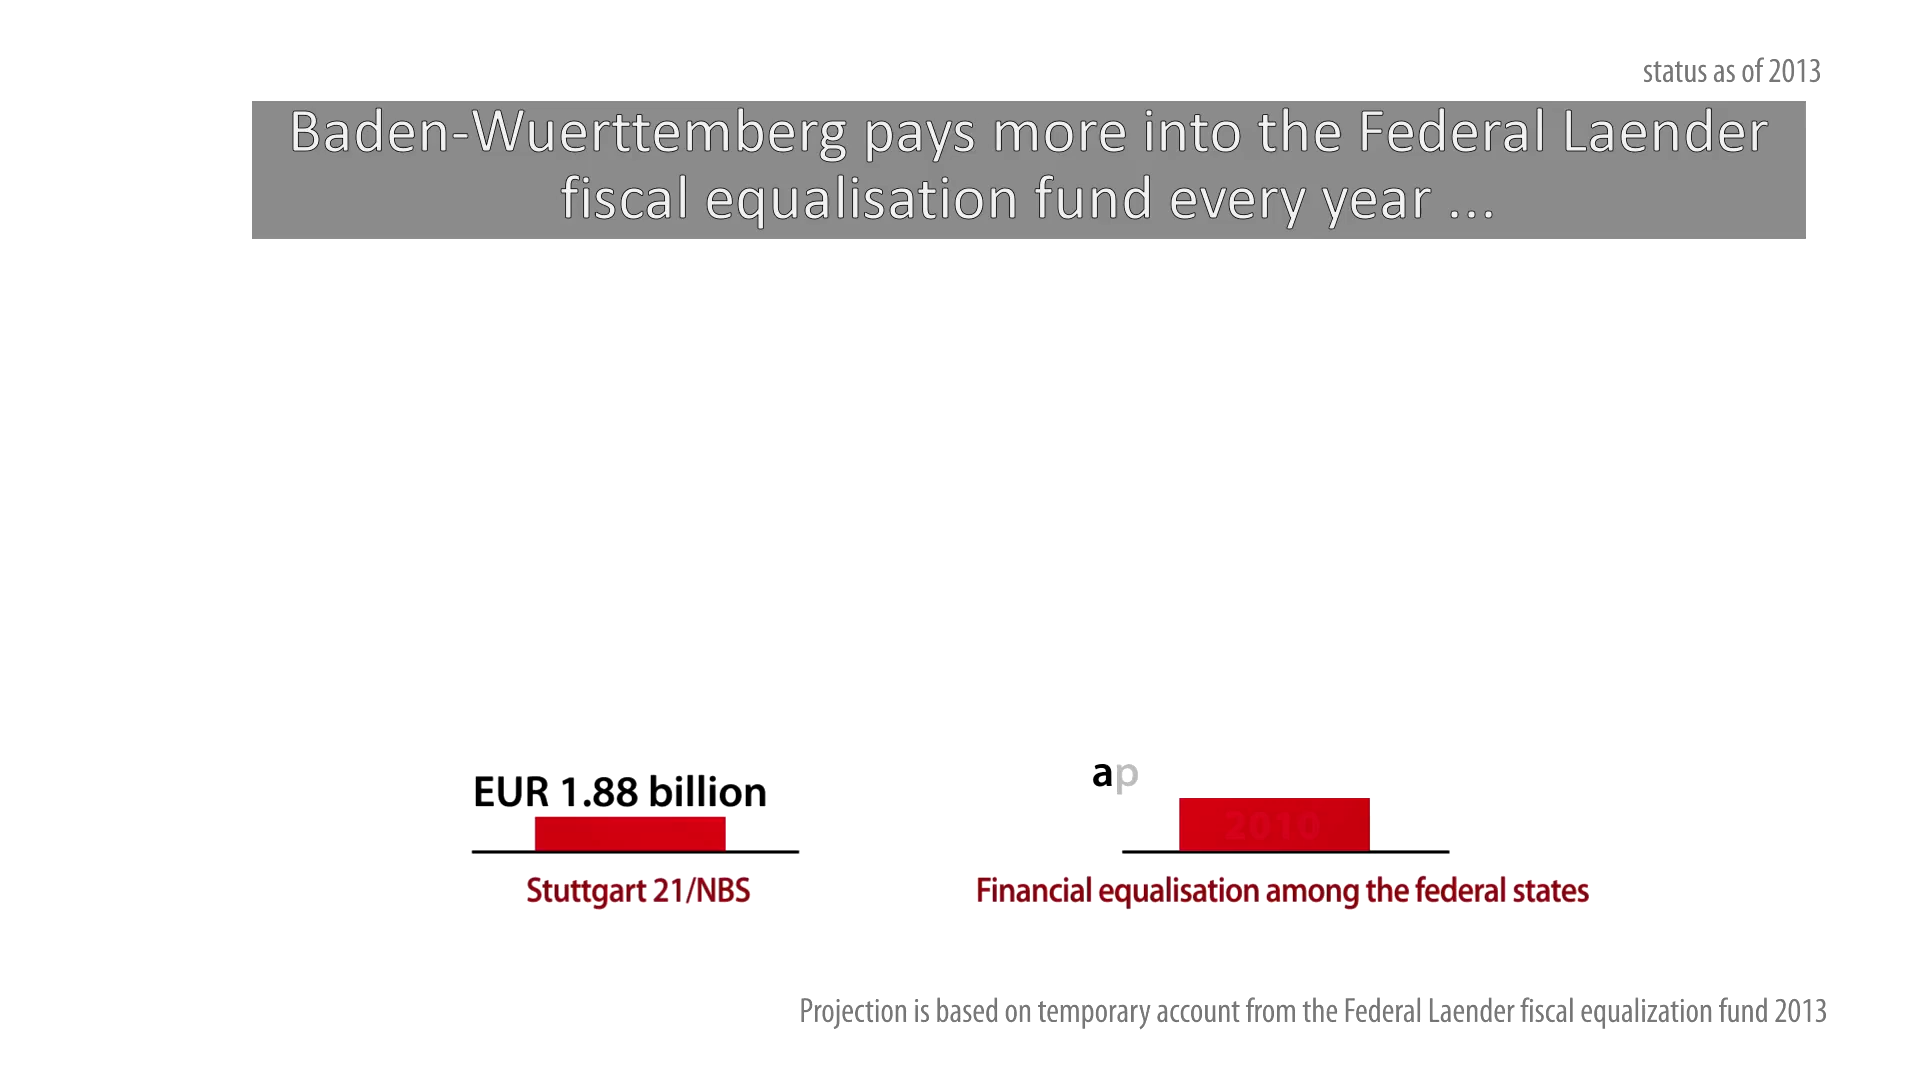 status as of 2013
Baden-Wuerttemberg pays more into the Federal Laender
fiscal equalisation fund every year ...
EUR 1.88 billion
ap
2010
Stuttgart 21/NBS
Financial equalisation among the federal states
Projection is based on temporary account from the Federal Laender fiscal equalization fund 2013